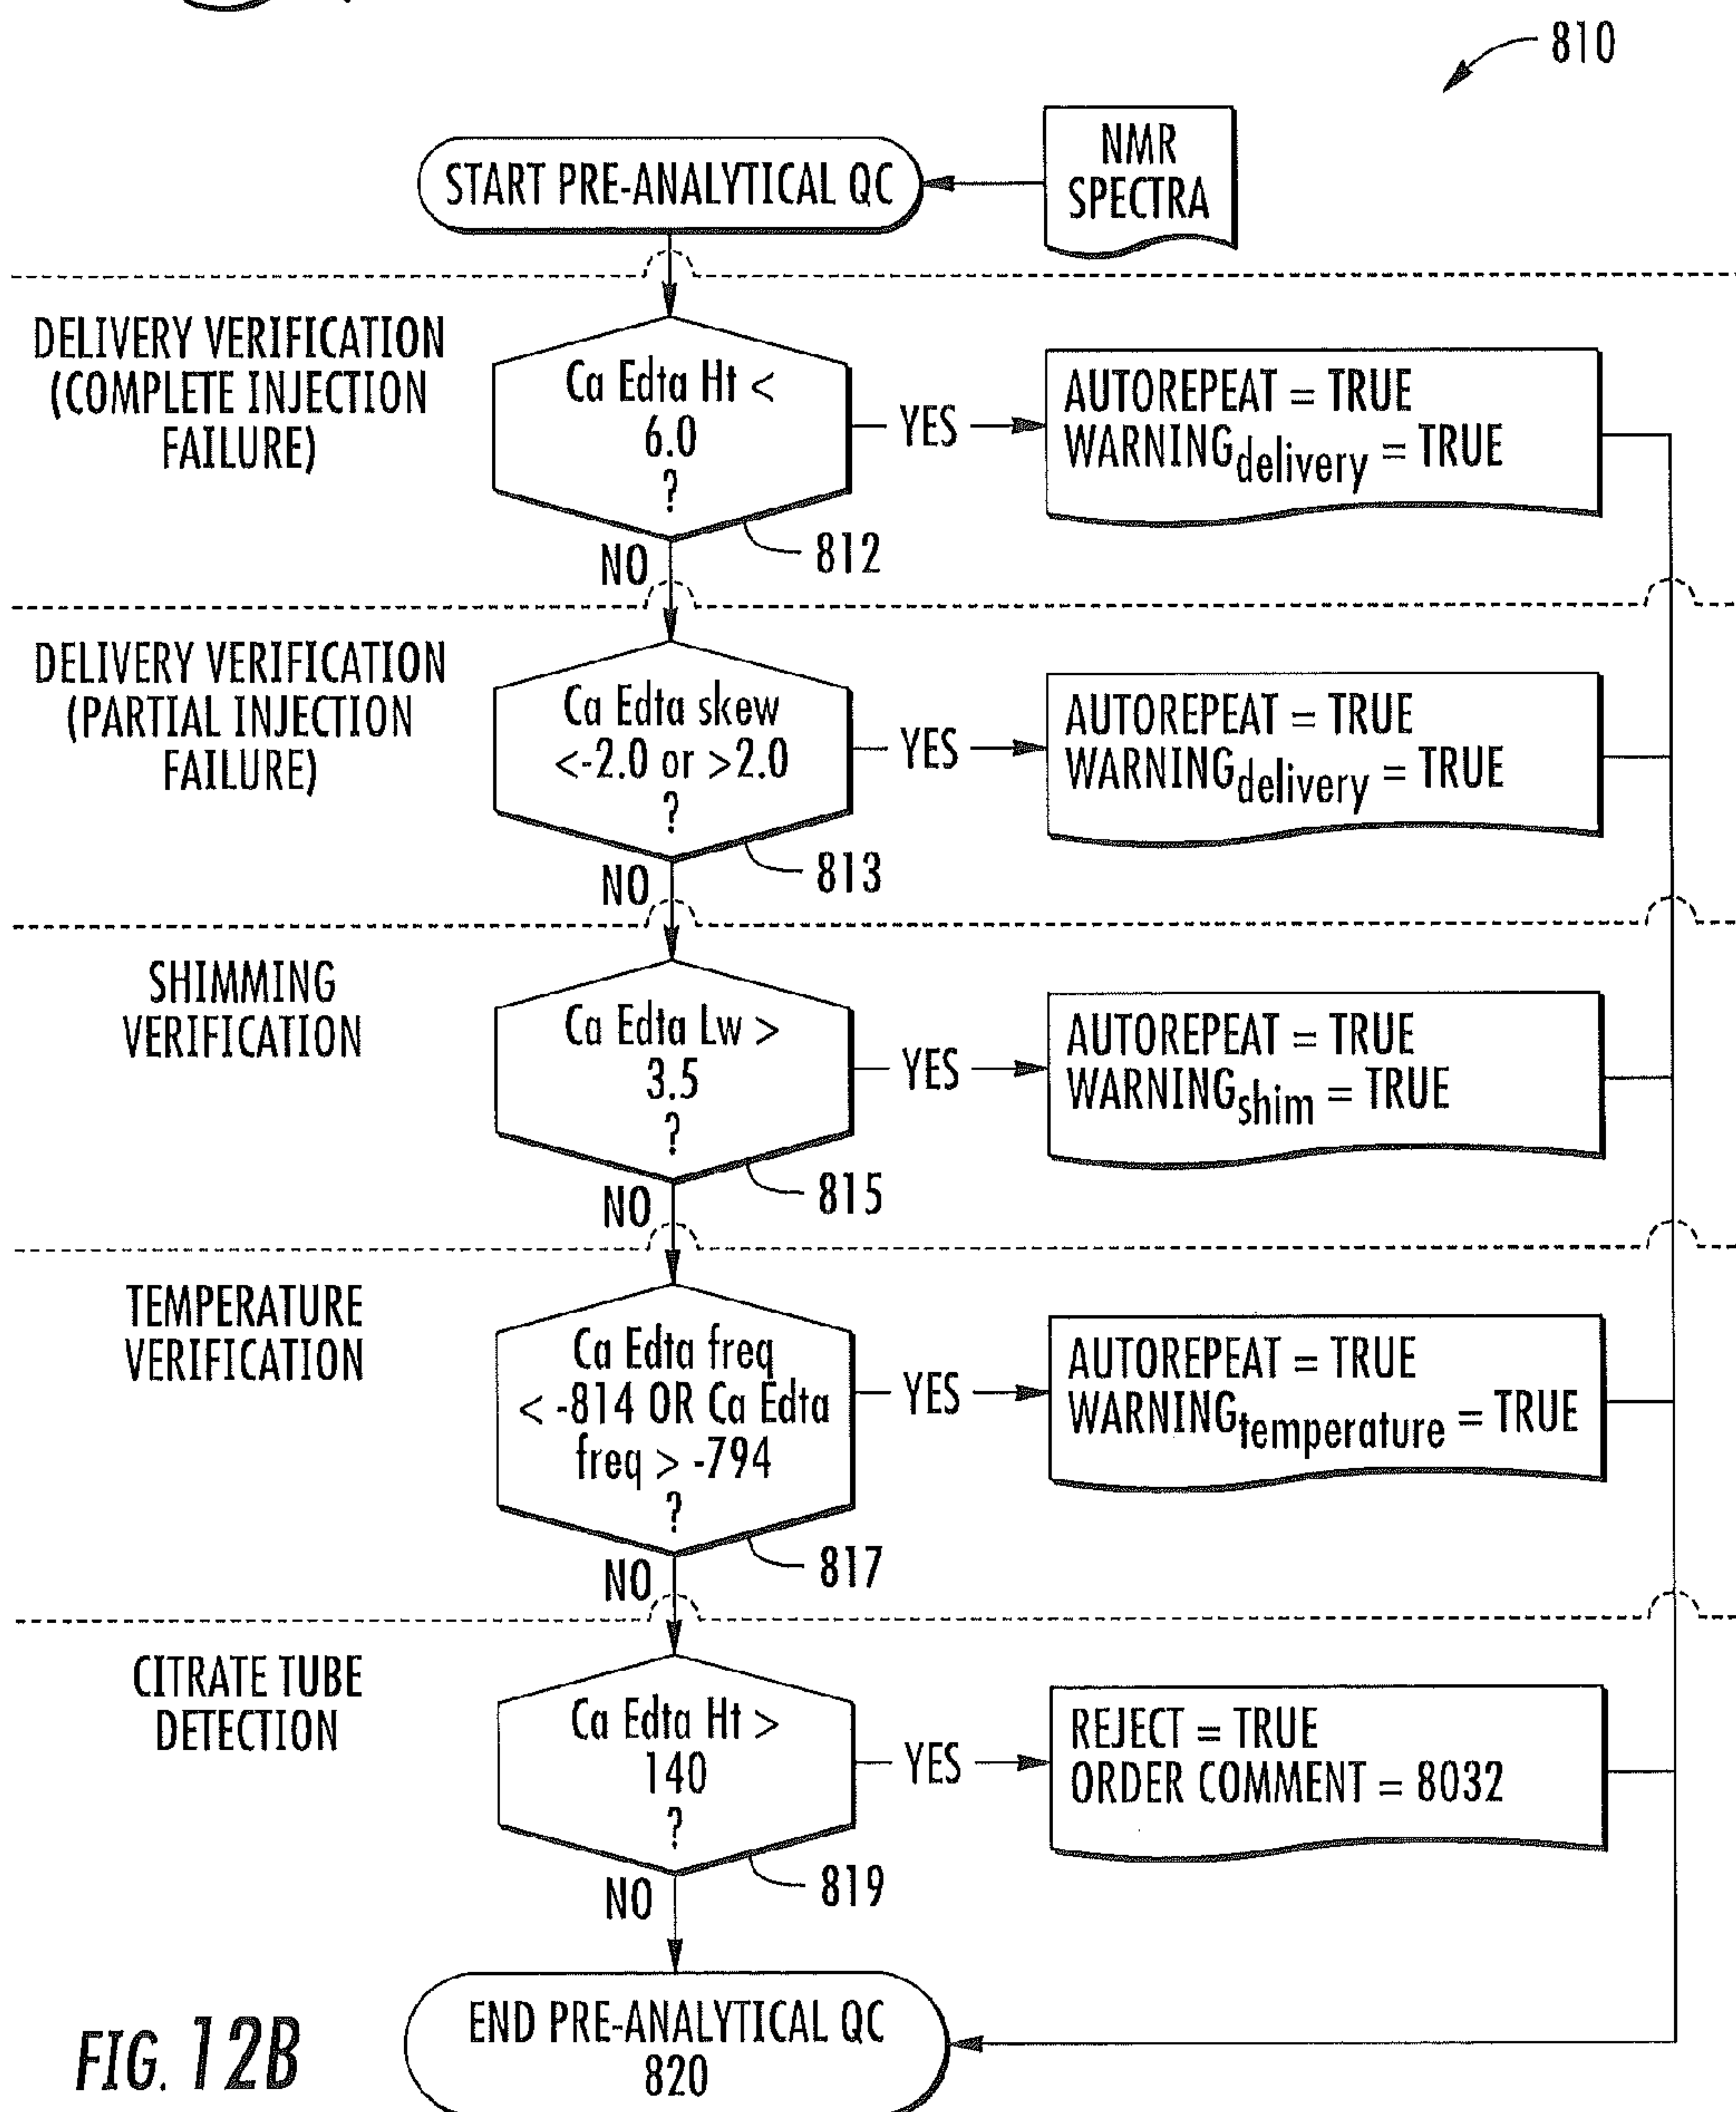 810
NMR
SPECTRA
START PRE-ANALYTICAL QC
DELIVERY VERIFICATION
(COMPLETE INJECTION
FAILURE)
Ca Edta Ht <
6.0
?
YES
AUTOREPEAT = TRUE
WARNINGdelivery = TRUE
812
NO
DELIVERY VERIFICATION
(PARTIAL INJECTION
FAILURE)
Ca Edta skew
<-2.0 or >2.0
?
YES
AUTOREPEAT = TRUE
WARNINGdelivery = TRUE
813
NO
SHIMMING
VERIFICATION
Ca Edta Lw >
3.5
?
YES
AUTOREPEAT = TRUE
WARNINGshim = TRUE
815
NO
TEMPERATURE
VERIFICATION
Ca Edta freq
< -814 OR Ca Edta
freq > -794
?
YES
AUTOREPEAT = TRUE
WARNINGtemperature = TRUE
817
NO
CITRATE TUBE
DETECTION
Ca Edta Ht >
140
?
YES
REJECT = TRUE
ORDER COMMENT = 8032
819
NO
END PRE-ANALYTICAL QC
820
FIG. 12B